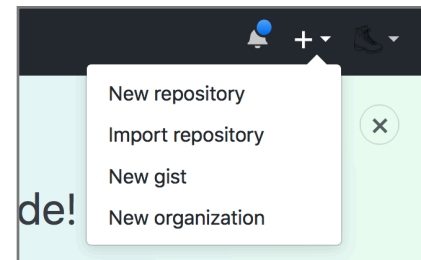 New repository
Import repository
New gist
New organization
de!